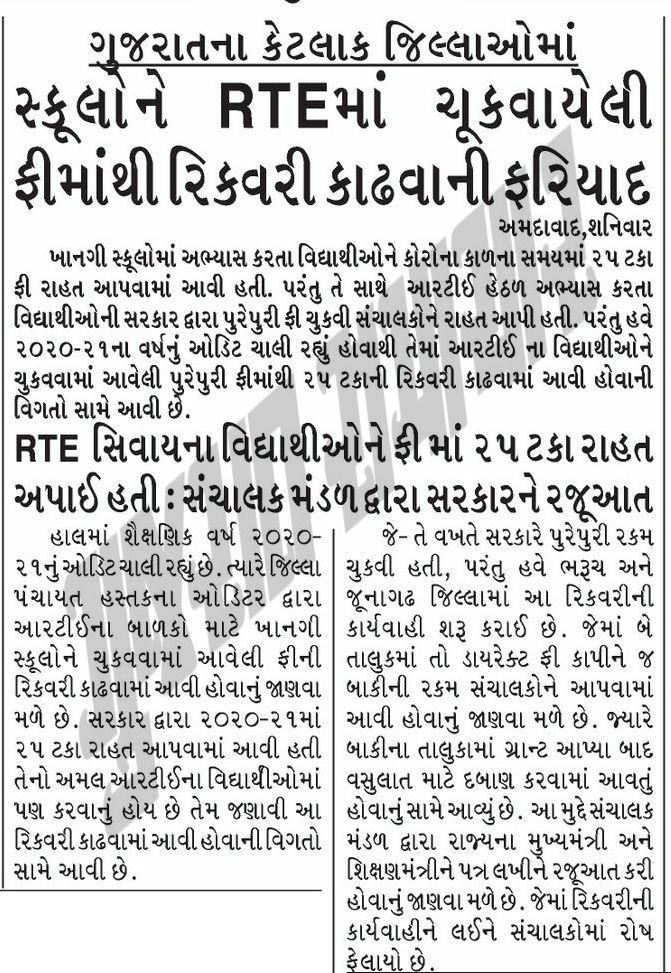 ગુજરાતના કેટલાક જિલ્લાઓમાં
સ્કૂલોને RTEમાં ચૂકવાયેલી
ફીમાંથી રિકવરી કાઢવાની ફરિયાદ
અમદાવાદ,શનિવાર
ખાનગી સ્કૂલોમાં અભ્યાસ કરતા વિદ્યાથીઓને કોરોના કાળના સમયમાં ૨૫ ટકા
ફી રાહત આપવામાં આવી હતી. પરંતુ તે સાથે આરટીઈ હેઠળ અભ્યાસ કરતા
વિદ્યાથીઓની સરકાર દ્વારા પુરેપુરી ફી ચુકવી સંચાલકોને રાહત આપી હતી. પરંતુ હવે
૨૦૨૦-૨૧ના વર્ષનું ઓડિટ ચાલી રહ્યું હોવાથી તેમાં આરટીઈ ના વિદ્યાથીઓને
ચુકવવામાં આવેલી પુરેપુરી ફીમાંથી ૨૫ ટકાની રિકવરી કાઢવામાં આવી હોવાની
વિગતો સામે આવી છે.
RTE સિવાયના વિદ્યાથીઓને ફી માં ૨૫ ટકા રાહત
અપાઈ હતી : સંચાલક મંડળ દ્વારા સરકારને રજૂઆત
હાલમાં શૈક્ષણિક વર્ષ ૨૦૨૦-
૨૧નું ઓડિટ ચાલી રહ્યું છે. ત્યારે જિલ્લા
પંચાયત હસ્તકના ઓડિટર દ્વારા
આરટીઈના બાળકો માટે ખાનગી
સ્કૂલોને ચુકવવામાં આવેલી ફીની
રિકવરી કાઢવામાં આવી હોવાનું જાણવા
મળે છે. સરકાર દ્વારા ૨૦૨૦-૨૧માં
૨૫ ટકા રાહત આપવામાં આવી હતી
તેનો અમલ આરટીઈના વિદ્યાર્થીઓમાં
પણ કરવાનું હોય છે તેમ જણાવી આ
રિકવરી કાઢવામાં આવી હોવાની વિગતો
સામે આવી છે.
જે- તે વખતે સરકારે પુરેપુરી રકમ
ચુકવી હતી, પરંતુ હવે ભરૂચ અને
જૂનાગઢ જિલ્લામાં આ રિકવરીની
કાર્યવાહી શરૂ કરાઈ છે. જેમાં બે
તાલુકમાં તો ડાયરેક્ટ ફી કાપીને જ
બાકીની રકમ સંચાલકોને આપવામાં
આવી હોવાનું જાણવા મળે છે. જ્યારે
બાકીના તાલુકામાં ગ્રાન્ટ આપ્યા બાદ
વસુલાત માટે દબાણ કરવામાં આવતું
હોવાનું સામે આવ્યું છે. આ મુદ્દે સંચાલક
મંડળ દ્વારા રાજ્યના મુખ્યમંત્રી અને
શિક્ષણમંત્રીને પત્ર લખીને રજૂઆત કરી
હોવાનું જાણવા મળે છે. જેમાં રિકવરીની
કાર્યવાહીને લઈને સંચાલકોમાં રોષ
ફેલાયો છે.